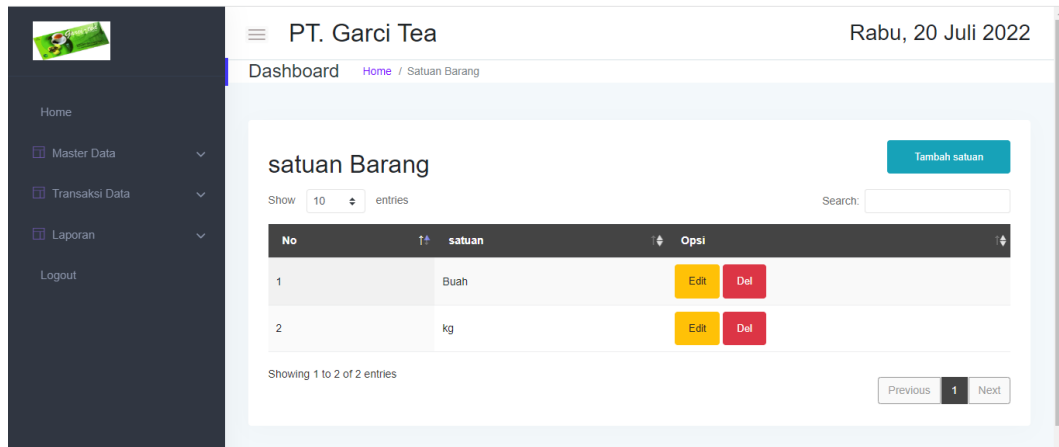 PT. Garci Tea
Rabu, 20 Juli 2022
Dashboard Home / Satuan Barang
Home
Master Data
Transaksi Data
Laporan
Logout
satuan Barang
Tambah satuan
Show 10 entries
Search:
No satuan Opsi
1 Buah Edit Del
2 kg Edit Del
Showing 1 to 2 of 2 entries
Previous 1 Next